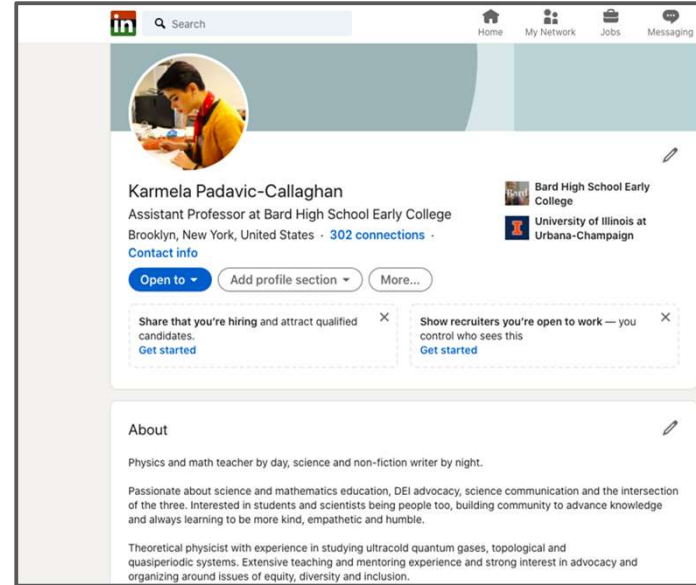 in
Search
Home
My Network
Jobs
Messaging
Karmela Padavic-Callaghan
Assistant Professor at Bard High School Early College
Brooklyn, New York, United States · 302 connections ·
Contact info
Bard
Bard High School Early
College
I
University of Illinois at
Urbana-Champaign
Open to
Add profile section
More...
Share that you're hiring and attract qualified
candidates.
Get started
Show recruiters you're open to work — you
control who sees this
Get started
About
Physics and math teacher by day, science and non-fiction writer by night.
Passionate about science and mathematics education, DEI advocacy, science communication and the intersection
of the three. Interested in students and scientists being people too, building community to advance knowledge
and always learning to be more kind, empathetic and humble.
Theoretical physicist with experience in studying ultracold quantum gases, topological and
quasiperiodic systems. Extensive teaching and mentoring experience and strong interest in advocacy and
organizing around issues of equity, diversity and inclusion.